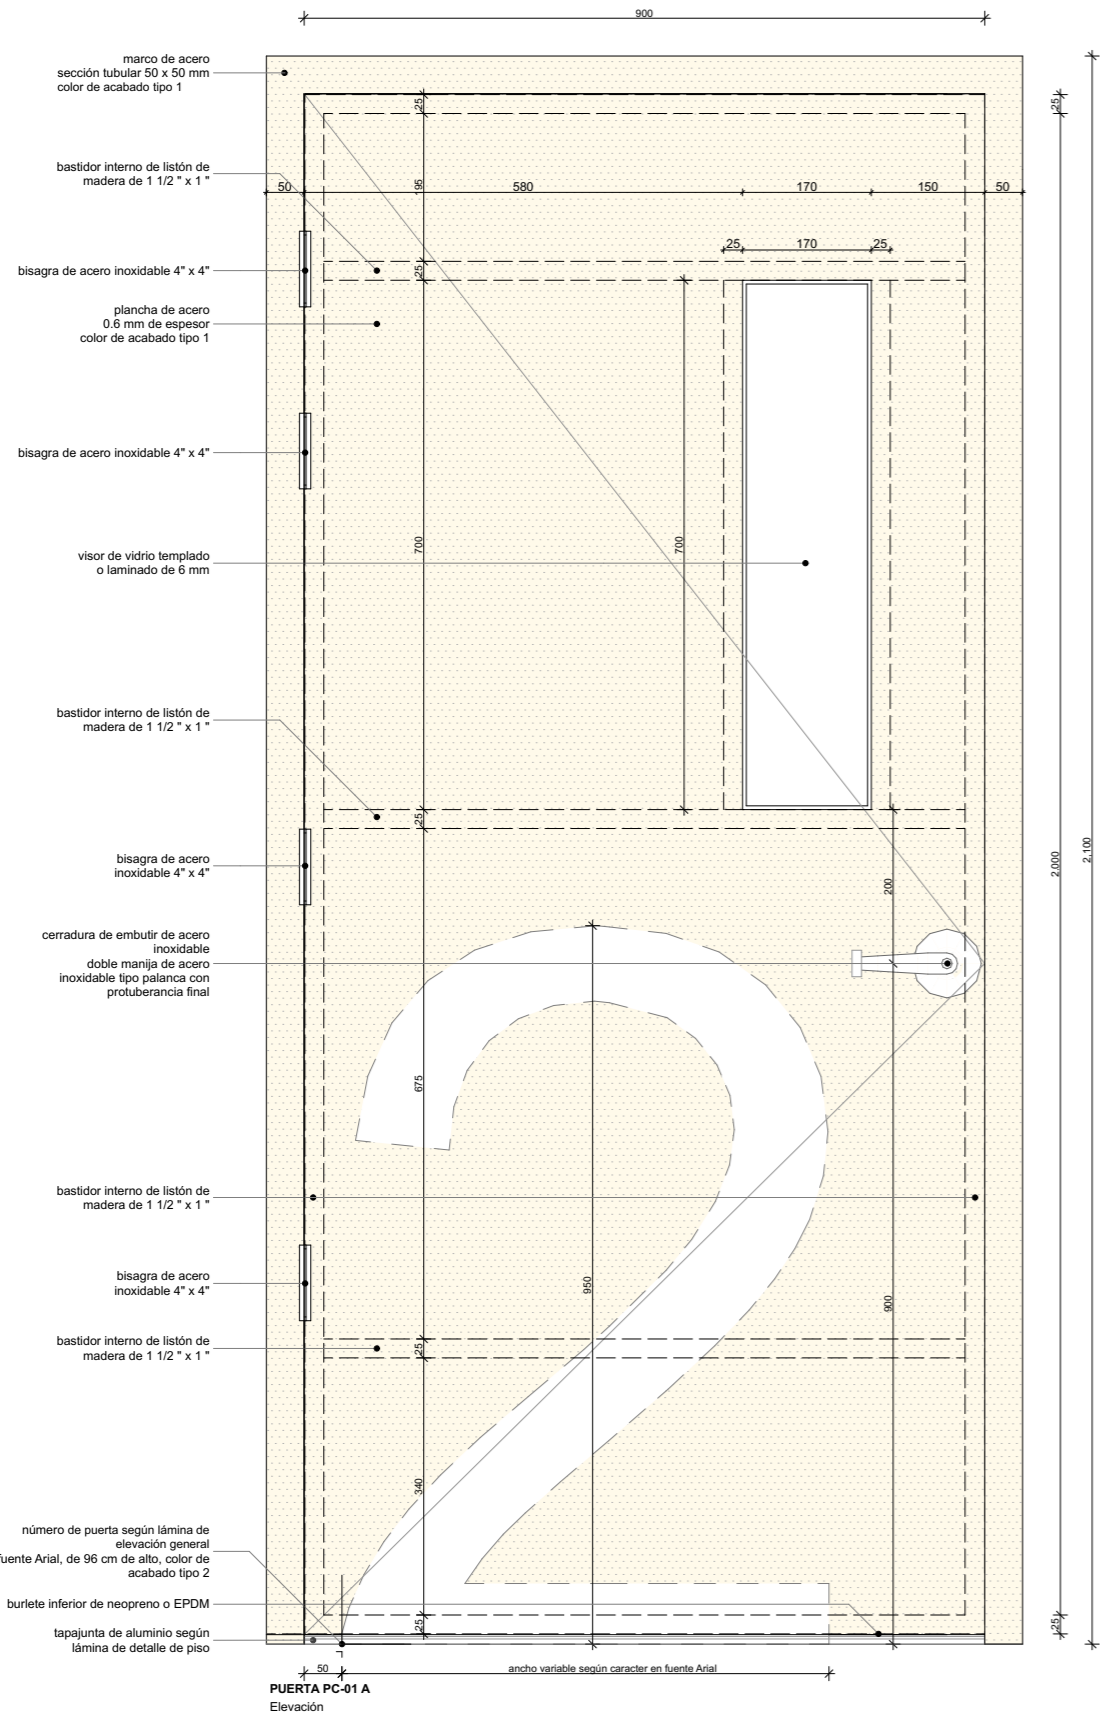 900
marco de acero
sección tubular 50 x 50 mm
color de acabado tipo 1
25
25
bastidor interno de listón de
madera de 1 1/2 " x 1 "
195
50
580
170
150
50
25
170
25
bisagra de acero inoxidable 4" x 4"
25
plancha de acero
0.6 mm de espesor
color de acabado tipo 1
bisagra de acero inoxidable 4" x 4"
700
700
visor de vidrio templado
o laminado de 6 mm
bastidor interno de listón de
madera de 1 1/2 " x 1 "
25
2,000
2,100
bisagra de acero
inoxidable 4" x 4"
200
cerradura de embutir de acero
inoxidable
doble manija de acero
inoxidable tipo palanca con
protuberancia final
2
675
bastidor interno de listón de
madera de 1 1/2 " x 1 "
bisagra de acero
inoxidable 4" x 4"
950
900
bastidor interno de listón de
madera de 1 1/2 " x 1 "
25
340
número de puerta según lámina de
elevación general
fuente Arial, de 96 cm de alto, color de
acabado tipo 2
burlete inferior de neopreno o EPDM
25
25
tapajunta de aluminio según
lámina de detalle de piso
50
ancho variable según caracter en fuente Arial
PUERTA PC-01 A
Elevación